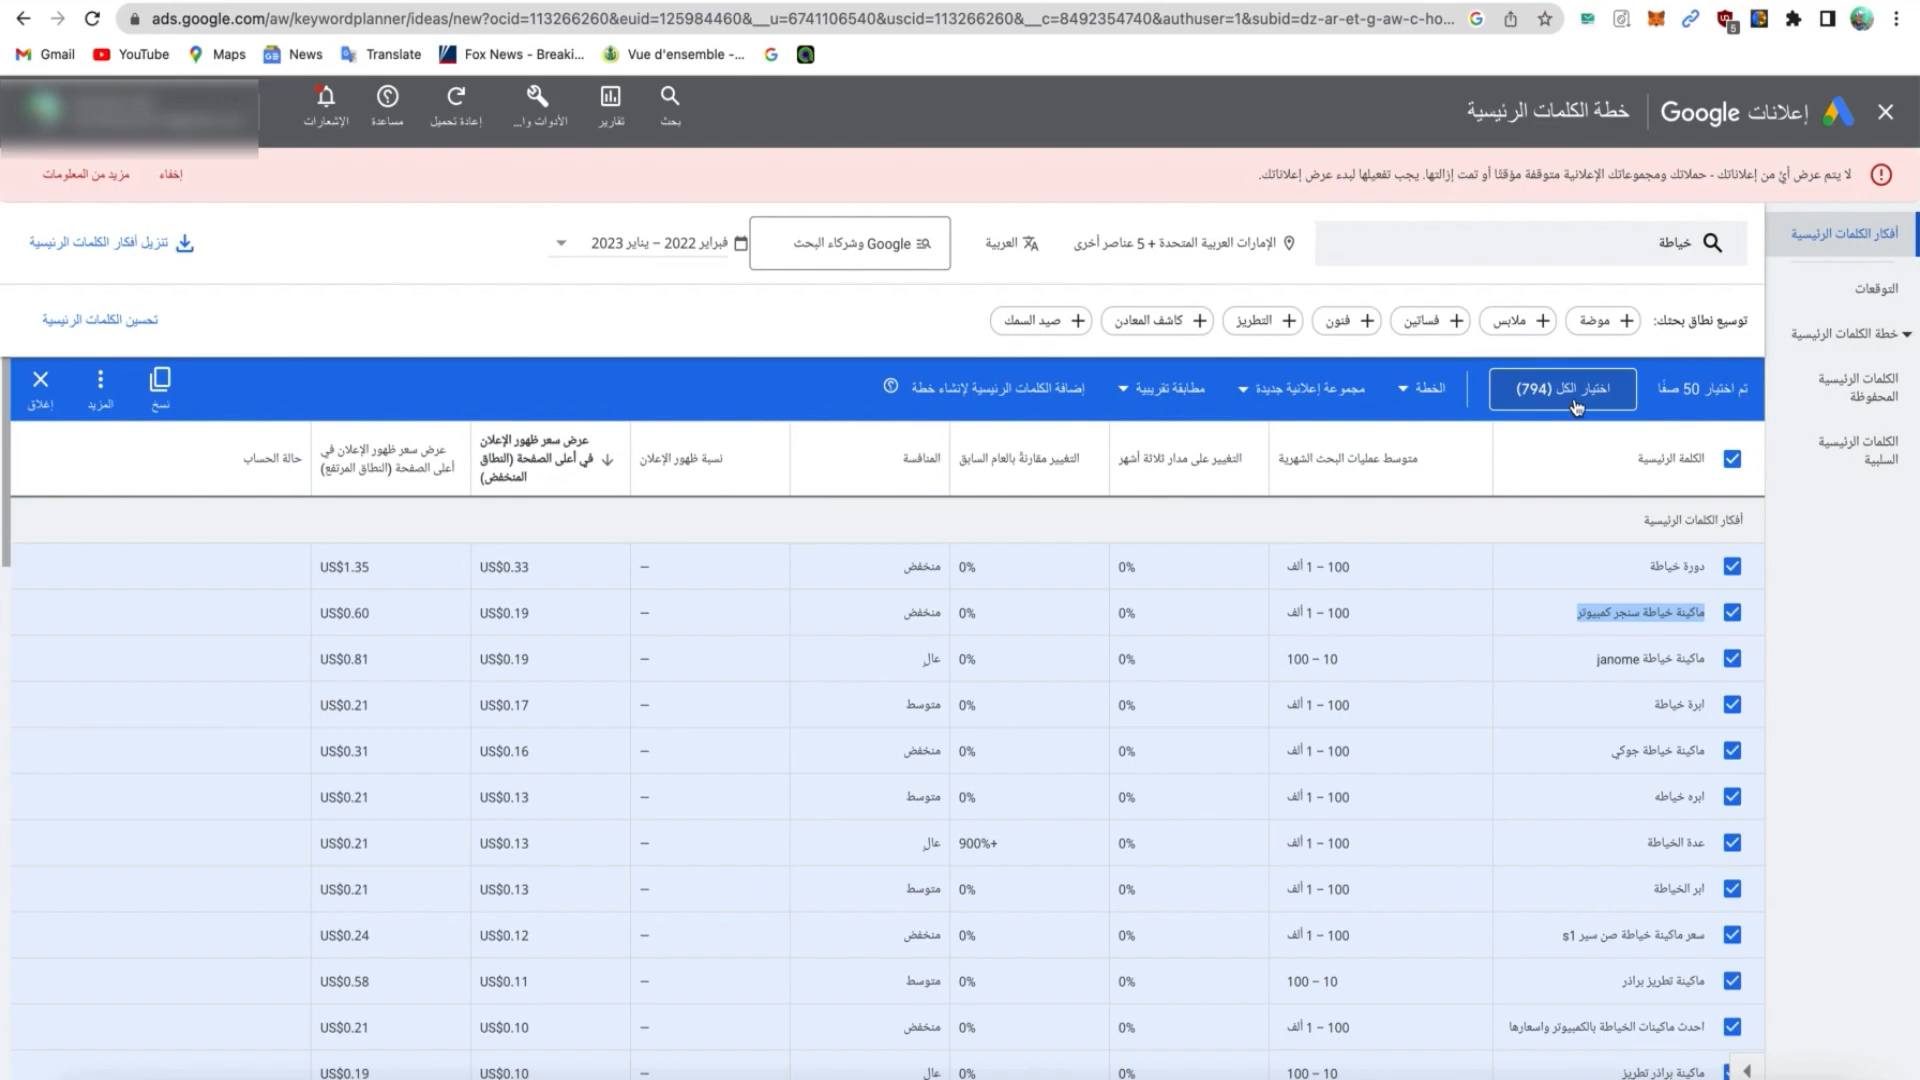 ads.google.com/aw/keywordplanner/ideas/new?ocid=113266260&euid=125984460&__u=6741106540&uscid=113266260&__c=8492354740&authuser=1&subid=dz-ar-et-g-aw-c-ho...
5
Gmail
YouTube
Maps
News
Translate
Fox News - Breaki...
Vue d'ensemble -...
إعلانات Google
خطة الكلمات الرئيسية
بحث
تقارير
الأدوات وا...
إعادة تحميل
مساعدة
الإشعارات
لا يتم عرض أيٌ من إعلاناتك - حملاتك ومجموعاتك الإعلانية متوقفة مؤقتًا أو تمت إزالتها. يجب تفعيلها لبدء عرض إعلاناتك.
إخفاء
مزيد من المعلومات
أفكار الكلمات الرئيسية
التوقعات
خطة الكلمات الرئيسية
الكلمات الرئيسية المحفوظة
الكلمات الرئيسية السلبية
خياطة
الإمارات العربية المتحدة + 5 عناصر أخرى
العربية
Google وشركاء البحث
فبراير 2022 – يناير 2023
تنزيل أفكار الكلمات الرئيسية
توسيع نطاق بحثك:
موضة
ملابس
فساتين
فنون
التطريز
كاشف المعادن
صيد السمك
تحسين الكلمات الرئيسية
تم اختيار 50 صفًا
اختيار الكل (794)
الخطة
مجموعة إعلانية جديدة
مطابقة تقريبية
إضافة الكلمات الرئيسية لإنشاء خطة
نسخ
المزيد
إغلاق
الكلمة الرئيسية
متوسط عمليات البحث الشهرية
التغيير على مدار ثلاثة أشهر
التغيير مقارنةً بالعام السابق
المنافسة
نسبة ظهور الإعلان
عرض سعر ظهور الإعلان في أعلى الصفحة (النطاق المنخفض)
عرض سعر ظهور الإعلان في أعلى الصفحة (النطاق المرتفع)
حالة الحساب
أفكار الكلمات الرئيسية
دورة خياطة 100 – 1 ألف 0% 0% منخفض – US$0.33 US$1.35
ماكينة خياطة سنجر كمبيوتر 100 – 1 ألف 0% 0% منخفض – US$0.19 US$0.60
ماكينة خياطة janome 10 – 100 0% 0% عالٍ – US$0.19 US$0.81
ابرة خياطة 100 – 1 ألف 0% 0% متوسط – US$0.17 US$0.21
ماكينة خياطة جوكي 100 – 1 ألف 0% 0% منخفض – US$0.16 US$0.31
ابره خياطه 100 – 1 ألف 0% 0% متوسط – US$0.13 US$0.21
عدة الخياطة 100 – 1 ألف 0% 900%+ عالٍ – US$0.13 US$0.21
ابر الخياطة 100 – 1 ألف 0% 0% متوسط – US$0.13 US$0.21
سعر ماكينة خياطة صن سير s1 100 – 1 ألف 0% 0% منخفض – US$0.12 US$0.24
ماكينة تطريز براذر 10 – 100 0% 0% متوسط – US$0.11 US$0.58
احدث ماكينات الخياطة بالكمبيوتر واسعارها 100 – 1 ألف 0% 0% منخفض – US$0.10 US$0.21
ماكينة براذر تطريز 10 – 100 0% 0% عالٍ – US$0.10 US$0.19